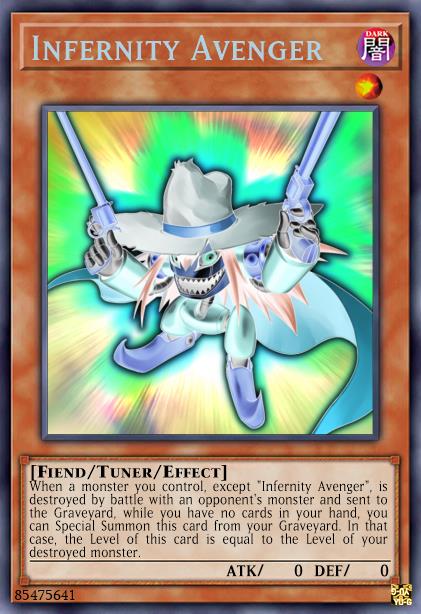 Infernity Avenger
DARK
闇
[Fiend/Tuner/Effect]
When a monster you control, except "Infernity Avenger", is
destroyed by battle with an opponent's monster and sent to
the Graveyard, while you have no cards in your hand, you
can Special Summon this card from your Graveyard. In that
case, the Level of this card is equal to the Level of your
destroyed monster.
ATK/ 0 DEF/ 0
85475641